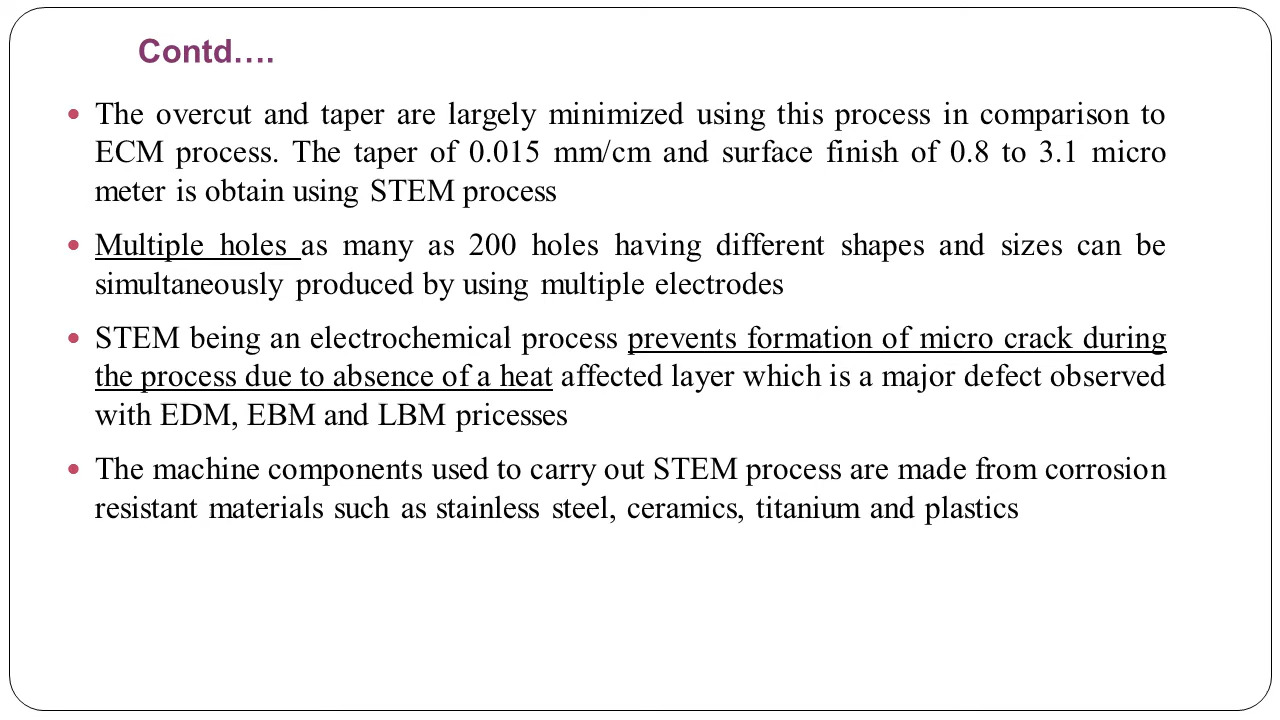 Contd….
The overcut and taper are largely minimized using this process in comparison to
ECM process. The taper of 0.015 mm/cm and surface finish of 0.8 to 3.1 micro
meter is obtain using STEM process
Multiple holes as many as 200 holes having different shapes and sizes can be
simultaneously produced by using multiple electrodes
STEM being an electrochemical process prevents formation of micro crack during
the process due to absence of a heat affected layer which is a major defect observed
with EDM, EBM and LBM pricesses
The machine components used to carry out STEM process are made from corrosion
resistant materials such as stainless steel, ceramics, titanium and plastics